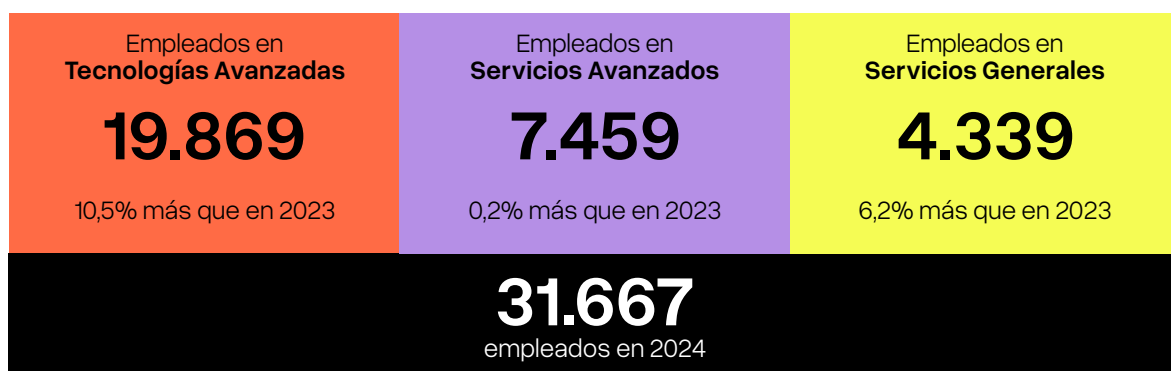 Empleados en
Tecnologías Avanzadas
19.869
10,5% más que en 2023
Empleados en
Servicios Avanzados
7.459
0,2% más que en 2023
Empleados en
Servicios Generales
4.339
6,2% más que en 2023
31.667
empleados en 2024